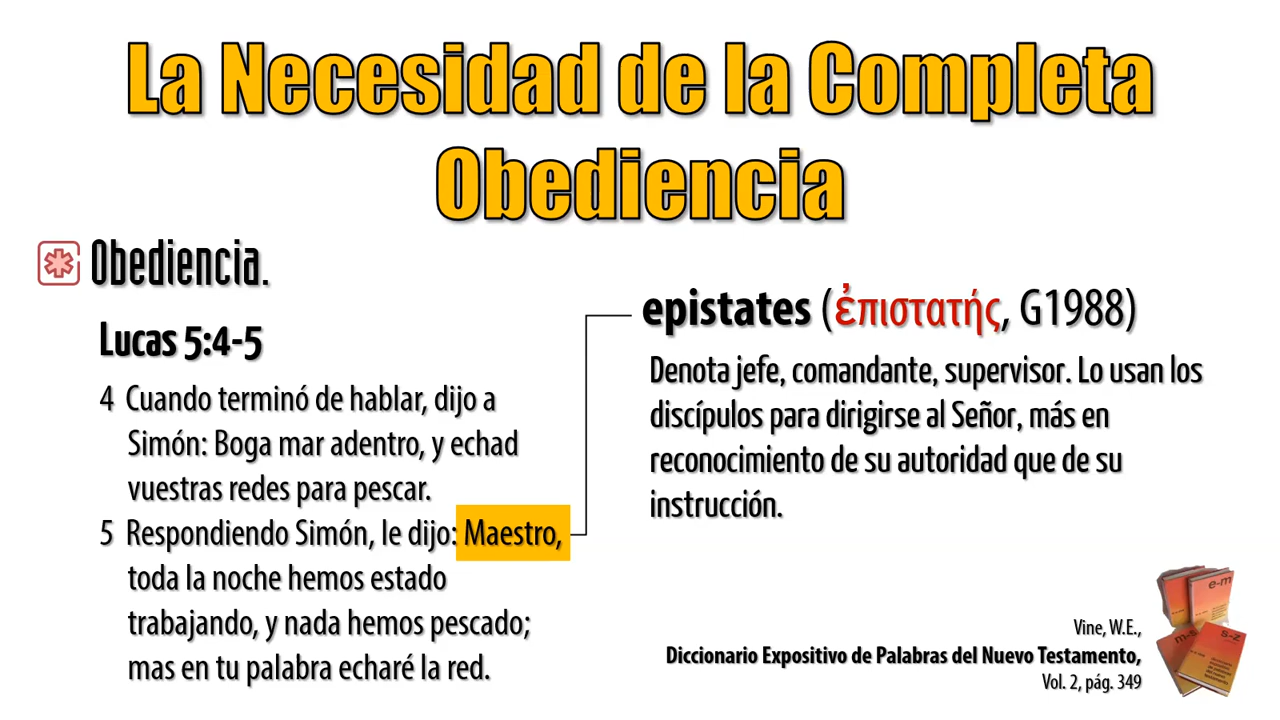 La Necesidad de la Completa
Obediencia
Obediencia.
Lucas 5:4-5
4 Cuando terminó de hablar, dijo a
Simón: Boga mar adentro, y echad
vuestras redes para pescar.
5 Respondiendo Simón, le dijo: Maestro,
toda la noche hemos estado
trabajando, y nada hemos pescado;
mas en tu palabra echaré la red.
epistates (ἐπιστατής, G1988)
Denota jefe, comandante, supervisor. Lo usan los
discípulos para dirigirse al Señor, más en
reconocimiento de su autoridad que de su
instrucción.
Vine, W.E.,
Diccionario Expositivo de Palabras del Nuevo Testamento,
Vol. 2, pág. 349
e-m
m-s
s-z